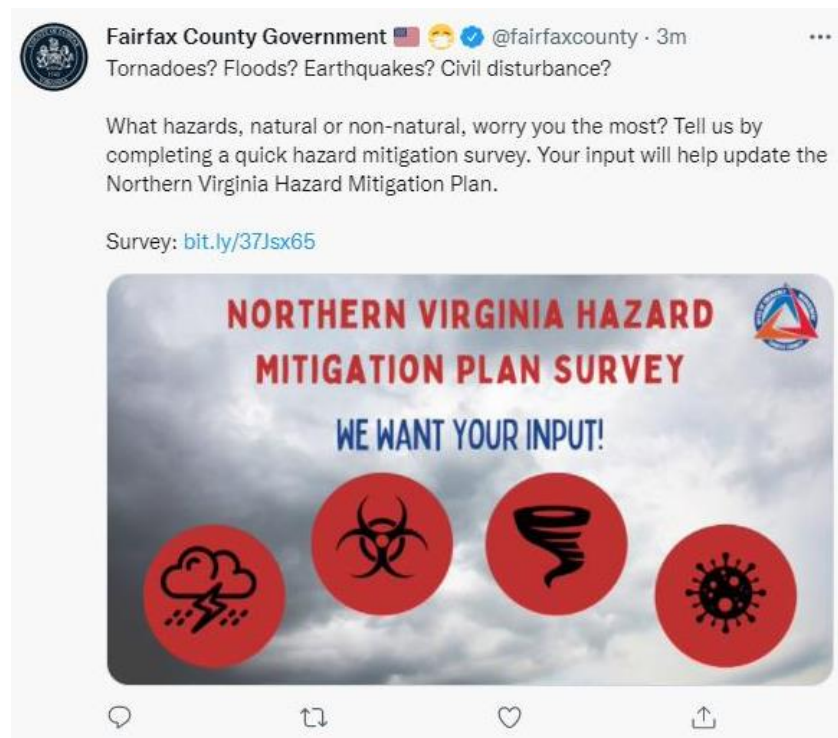 Fairfax County Government 🇺🇸 😷 @fairfaxcounty · 3m
Tornadoes? Floods? Earthquakes? Civil disturbance?
What hazards, natural or non-natural, worry you the most? Tell us by
completing a quick hazard mitigation survey. Your input will help update the
Northern Virginia Hazard Mitigation Plan.
Survey: bit.ly/37Jsx65
NORTHERN VIRGINIA HAZARD
MITIGATION PLAN SURVEY
WE WANT YOUR INPUT!